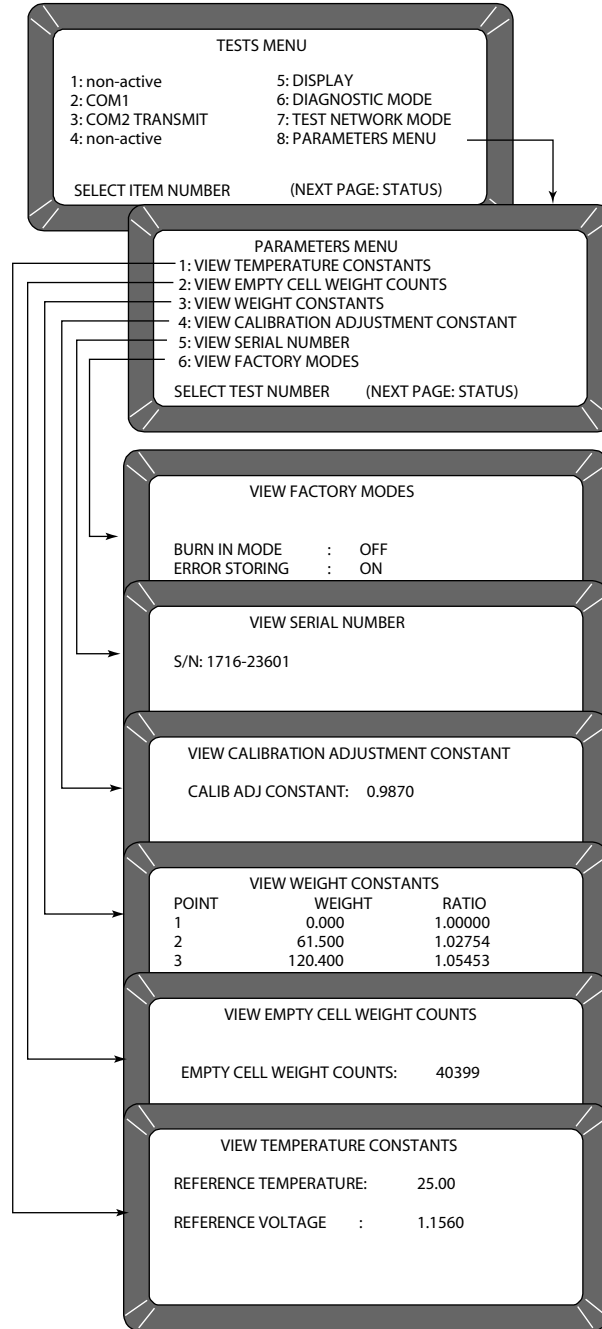 TESTS MENU
1: non-active 5: DISPLAY
2: COM1 6: DIAGNOSTIC MODE
3: COM2 TRANSMIT 7: TEST NETWORK MODE
4: non-active 8: PARAMETERS MENU
SELECT ITEM NUMBER (NEXT PAGE: STATUS)
PARAMETERS MENU
1: VIEW TEMPERATURE CONSTANTS
2: VIEW EMPTY CELL WEIGHT COUNTS
3: VIEW WEIGHT CONSTANTS
4: VIEW CALIBRATION ADJUSTMENT CONSTANT
5: VIEW SERIAL NUMBER
6: VIEW FACTORY MODES
SELECT TEST NUMBER (NEXT PAGE: STATUS)
VIEW FACTORY MODES
BURN IN MODE : OFF
ERROR STORING : ON
VIEW SERIAL NUMBER
S/N: 1716-23601
VIEW CALIBRATION ADJUSTMENT CONSTANT
CALIB ADJ CONSTANT: 0.9870
VIEW WEIGHT CONSTANTS
POINT WEIGHT RATIO
1 0.000 1.00000
2 61.500 1.02754
3 120.400 1.05453
VIEW EMPTY CELL WEIGHT COUNTS
EMPTY CELL WEIGHT COUNTS: 40399
VIEW TEMPERATURE CONSTANTS
REFERENCE TEMPERATURE: 25.00
REFERENCE VOLTAGE : 1.1560